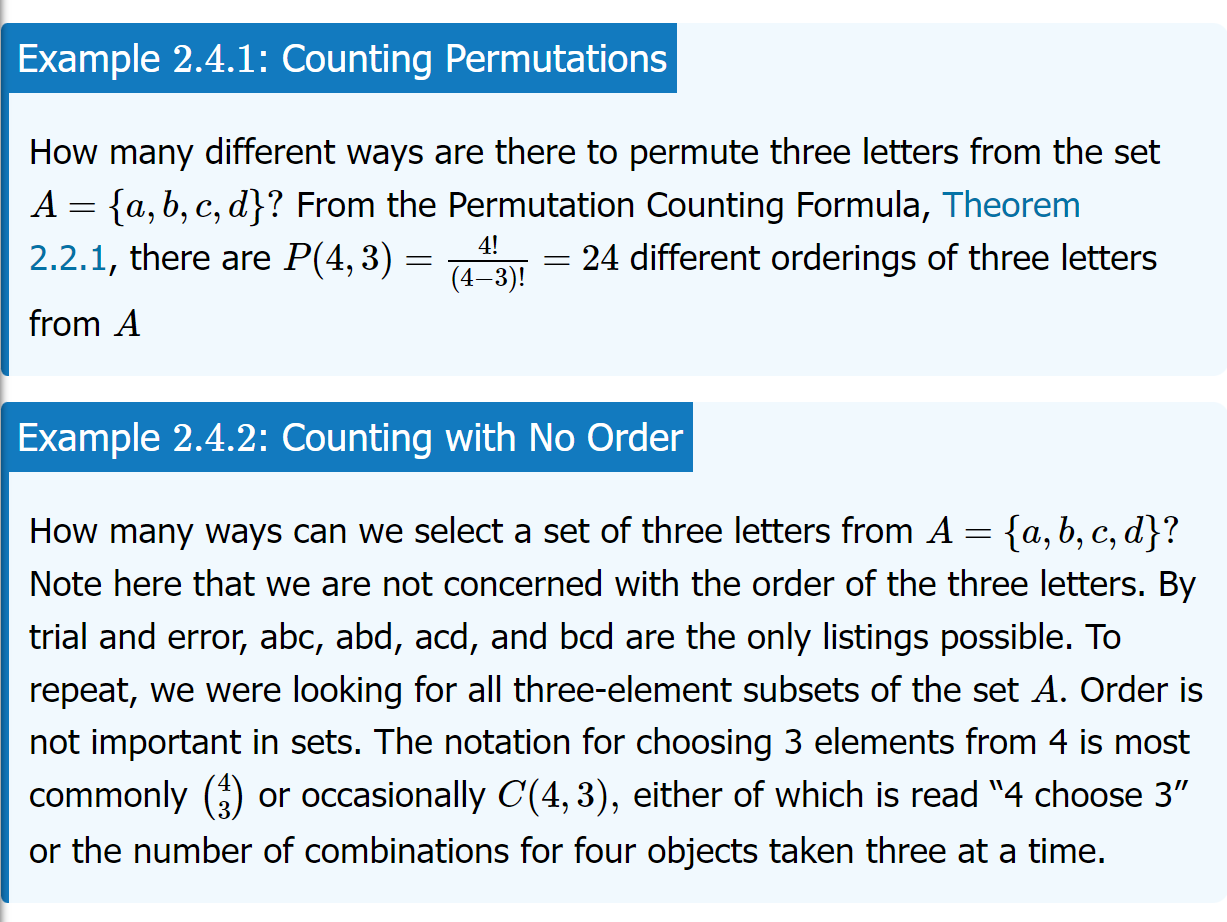 Example 2.4.1: Counting Permutations
How many different ways are there to permute three letters from the set
A = {a, b, c, d}? From the Permutation Counting Formula, Theorem
2.2.1, there are P(4, 3) = \frac{4!}{(4−3)!} = 24 different orderings of three letters
from A
Example 2.4.2: Counting with No Order
How many ways can we select a set of three letters from A = {a, b, c, d}?
Note here that we are not concerned with the order of the three letters. By
trial and error, abc, abd, acd, and bcd are the only listings possible. To
repeat, we were looking for all three-element subsets of the set A. Order is
not important in sets. The notation for choosing 3 elements from 4 is most
commonly \binom{4}{3} or occasionally C(4, 3), either of which is read “4 choose 3”
or the number of combinations for four objects taken three at a time.